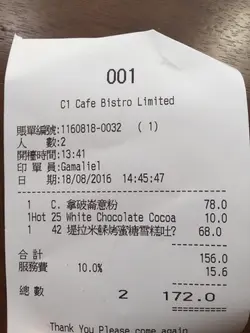 001
C1 Cafe Bistro Limited
賬單編號:1160818-0032 (1)
人 數:2
開檯時間:13:41
印單員:Gamaliel
日 期:18/08/2016 14:45:47
1 C. 拿破崙意粉 78.0
1Hot 25 White Chocolate Cocoa 10.0
1 42 堤拉米穌烤蜜糖雪糕吐? 68.0
合計 156.0
服務費 10.0% 15.6
總數 2 172.0
Thank You Please come again